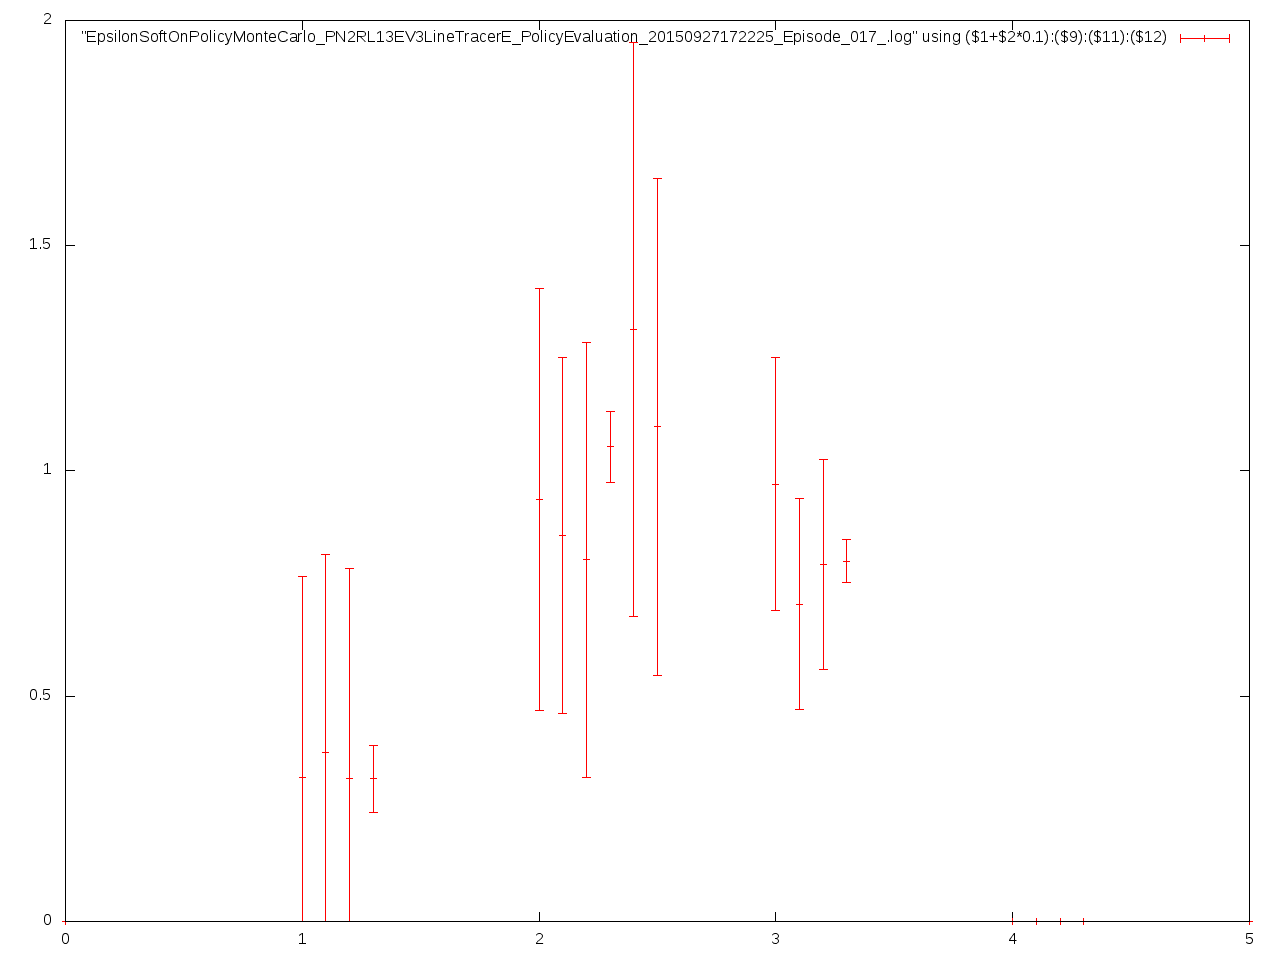 2
"EpsilonSoftOnPolicyMonteCarlo_PN2RL13EV3LineTracerE_PolicyEvaluation_20150927172225_Episode_017_.log" using ($1+$2*0.1):($9):($11):($12)
1.5
1
0.5
0
0 1 2 3 4 5